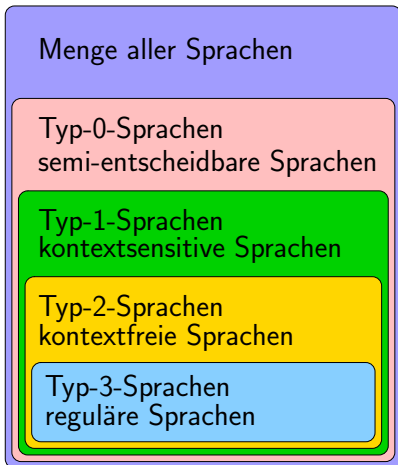 Menge aller Sprachen
Typ-0-Sprachen
semi-entscheidbare Sprachen
Typ-1-Sprachen
kontextsensitive Sprachen
Typ-2-Sprachen
kontextfreie Sprachen
Typ-3-Sprachen
reguläre Sprachen